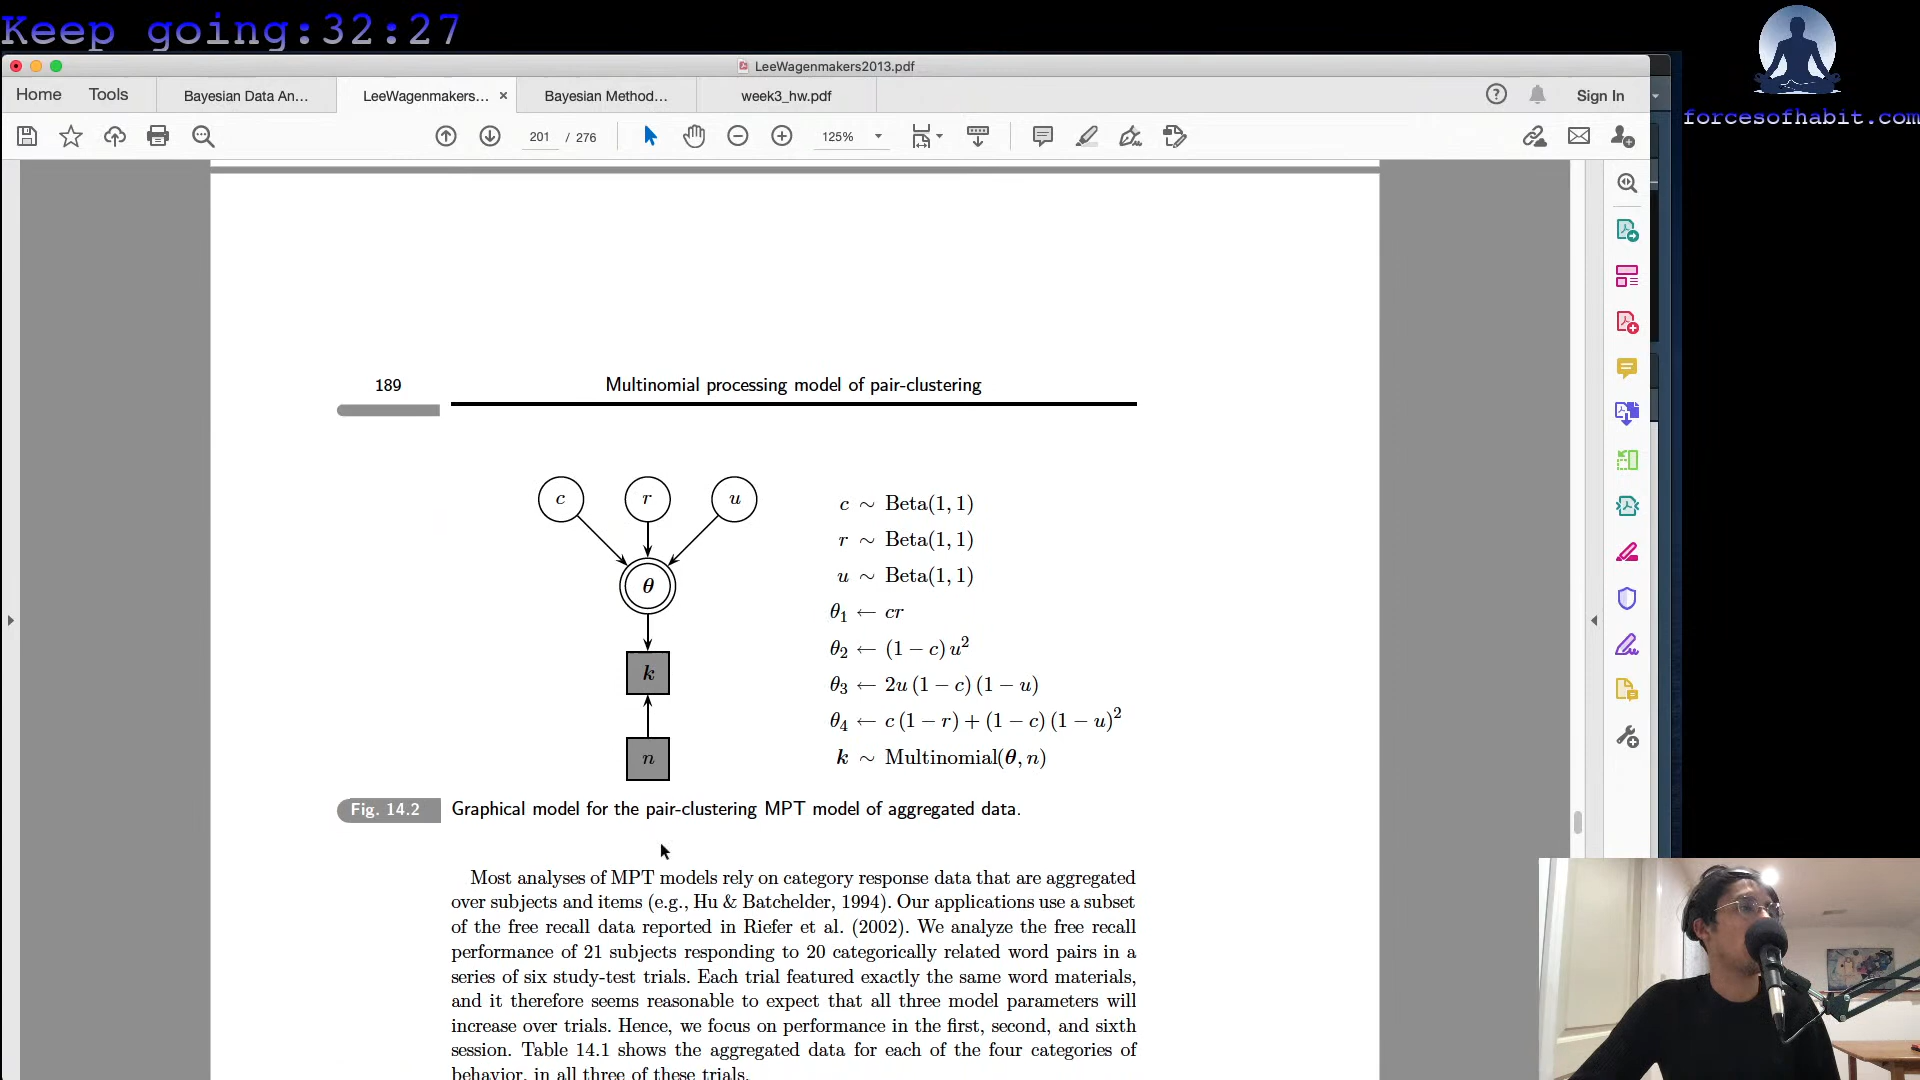 Keep going:32:27
LeeWagenmakers2013.pdf
Home Tools Bayesian Data An... LeeWagenmakers... × Bayesian Method... week3_hw.pdf Sign In
forcesofhabit.com
201 / 276 125%
189 Multinomial processing model of pair-clustering
c r u
θ
k
n
c ∼ Beta(1, 1)
r ∼ Beta(1, 1)
u ∼ Beta(1, 1)
θ₁ ← cr
θ₂ ← (1 − c) u²
θ₃ ← 2u (1 − c) (1 − u)
θ₄ ← c (1 − r) + (1 − c) (1 − u)²
k ∼ Multinomial(θ, n)
Fig. 14.2 Graphical model for the pair-clustering MPT model of aggregated data.
Most analyses of MPT models rely on category response data that are aggregated
over subjects and items (e.g., Hu & Batchelder, 1994). Our applications use a subset
of the free recall data reported in Riefer et al. (2002). We analyze the free recall
performance of 21 subjects responding to 20 categorically related word pairs in a
series of six study-test trials. Each trial featured exactly the same word materials,
and it therefore seems reasonable to expect that all three model parameters will
increase over trials. Hence, we focus on performance in the first, second, and sixth
session. Table 14.1 shows the aggregated data for each of the four categories of
behavior, in all three of these trials.